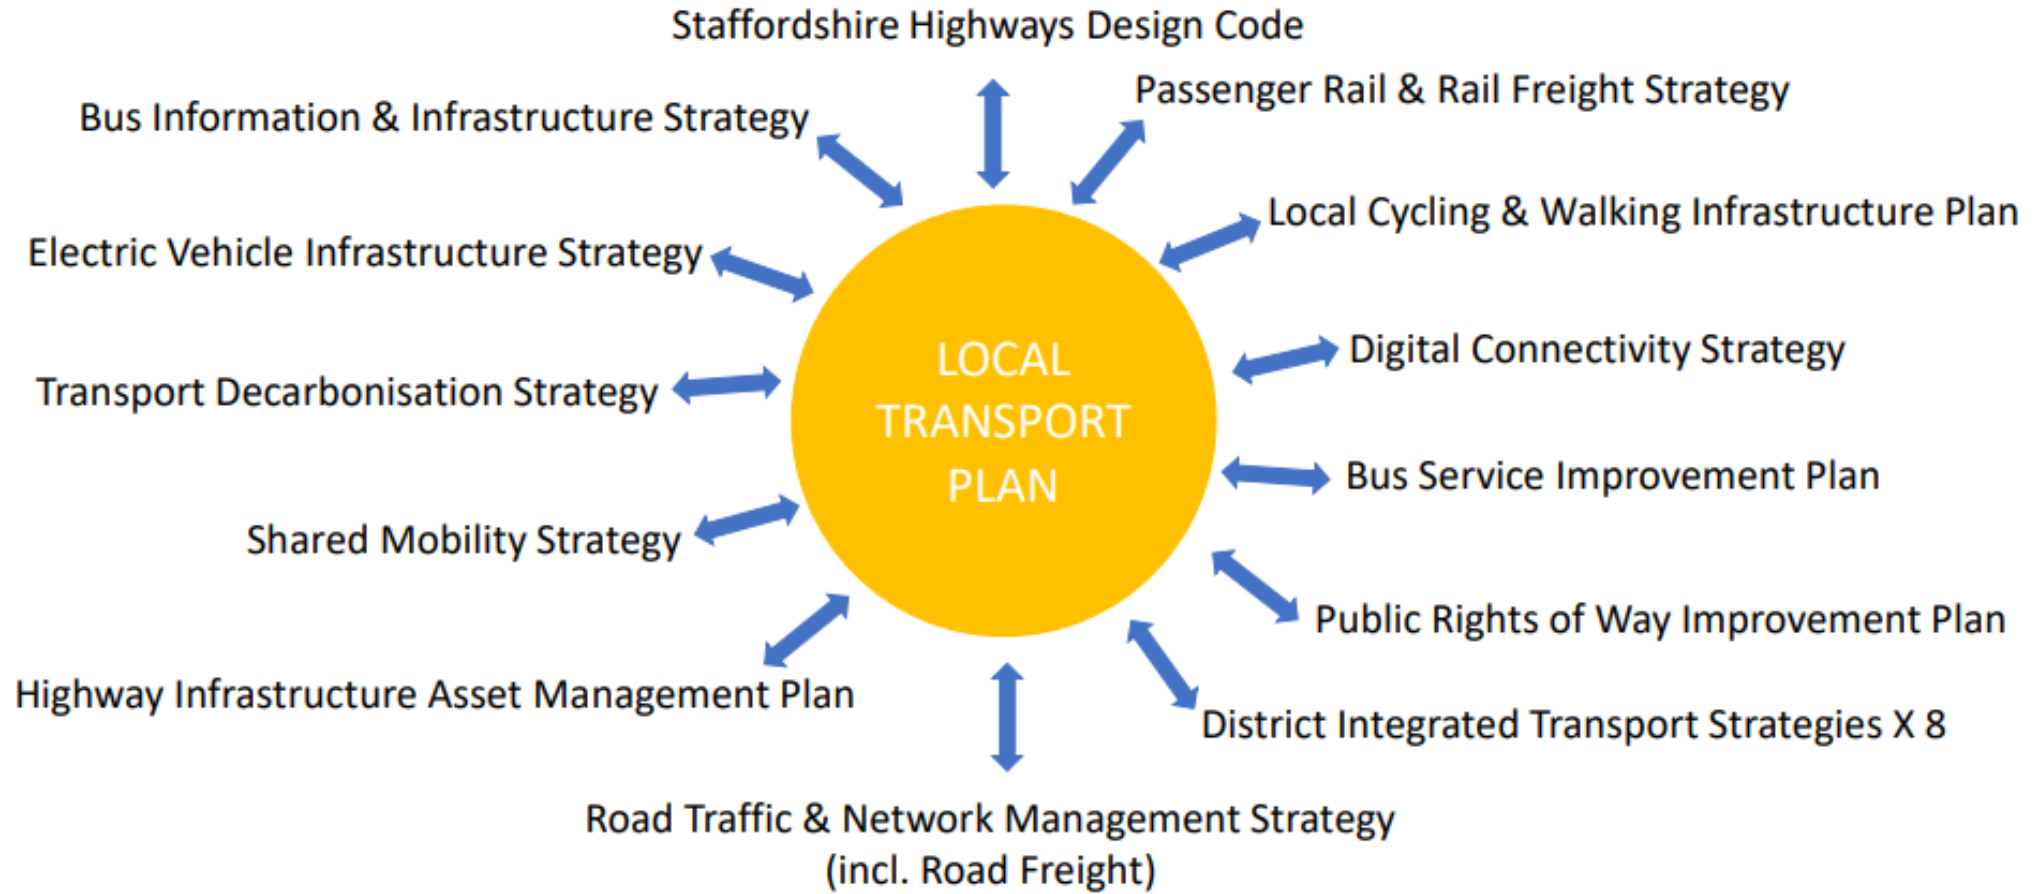 Staffordshire Highways Design Code
Passenger Rail & Rail Freight Strategy
Bus Information & Infrastructure Strategy
Local Cycling & Walking Infrastructure Plan
Electric Vehicle Infrastructure Strategy
Digital Connectivity Strategy
LOCAL
TRANSPORT
PLAN
Transport Decarbonisation Strategy
Bus Service Improvement Plan
Shared Mobility Strategy
Public Rights of Way Improvement Plan
Highway Infrastructure Asset Management Plan
District Integrated Transport Strategies X 8
Road Traffic & Network Management Strategy
(incl. Road Freight)